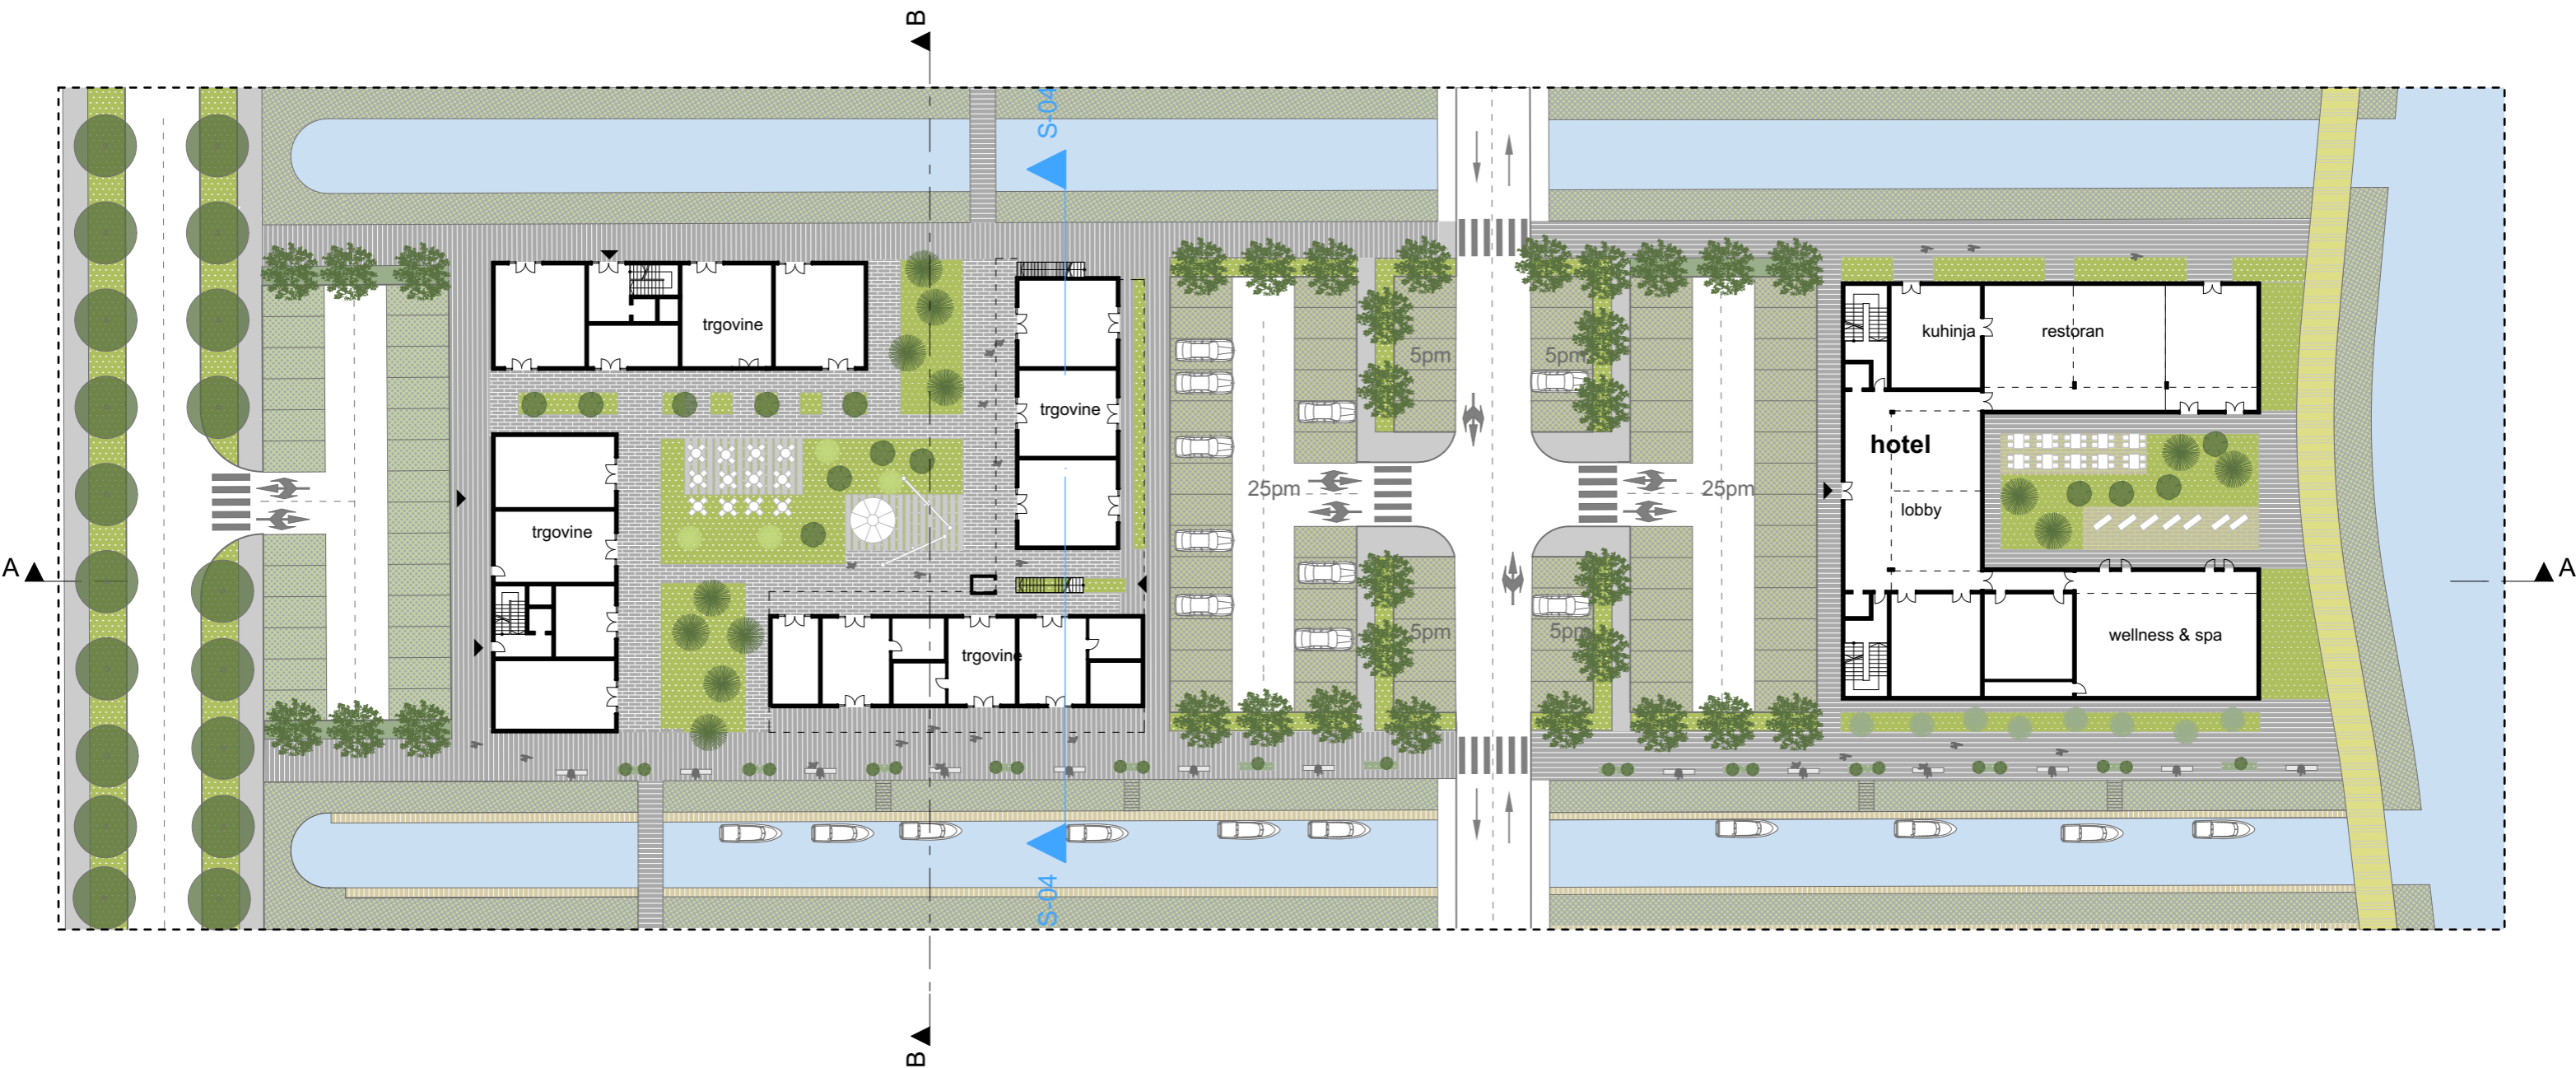 B
S-04
trgovine
kuhinja
restoran
5pm
5pm
trgovine
hotel
25pm
25pm
lobby
trgovine
A
A
5pm
5pm
wellness & spa
trgovine
S-04
B